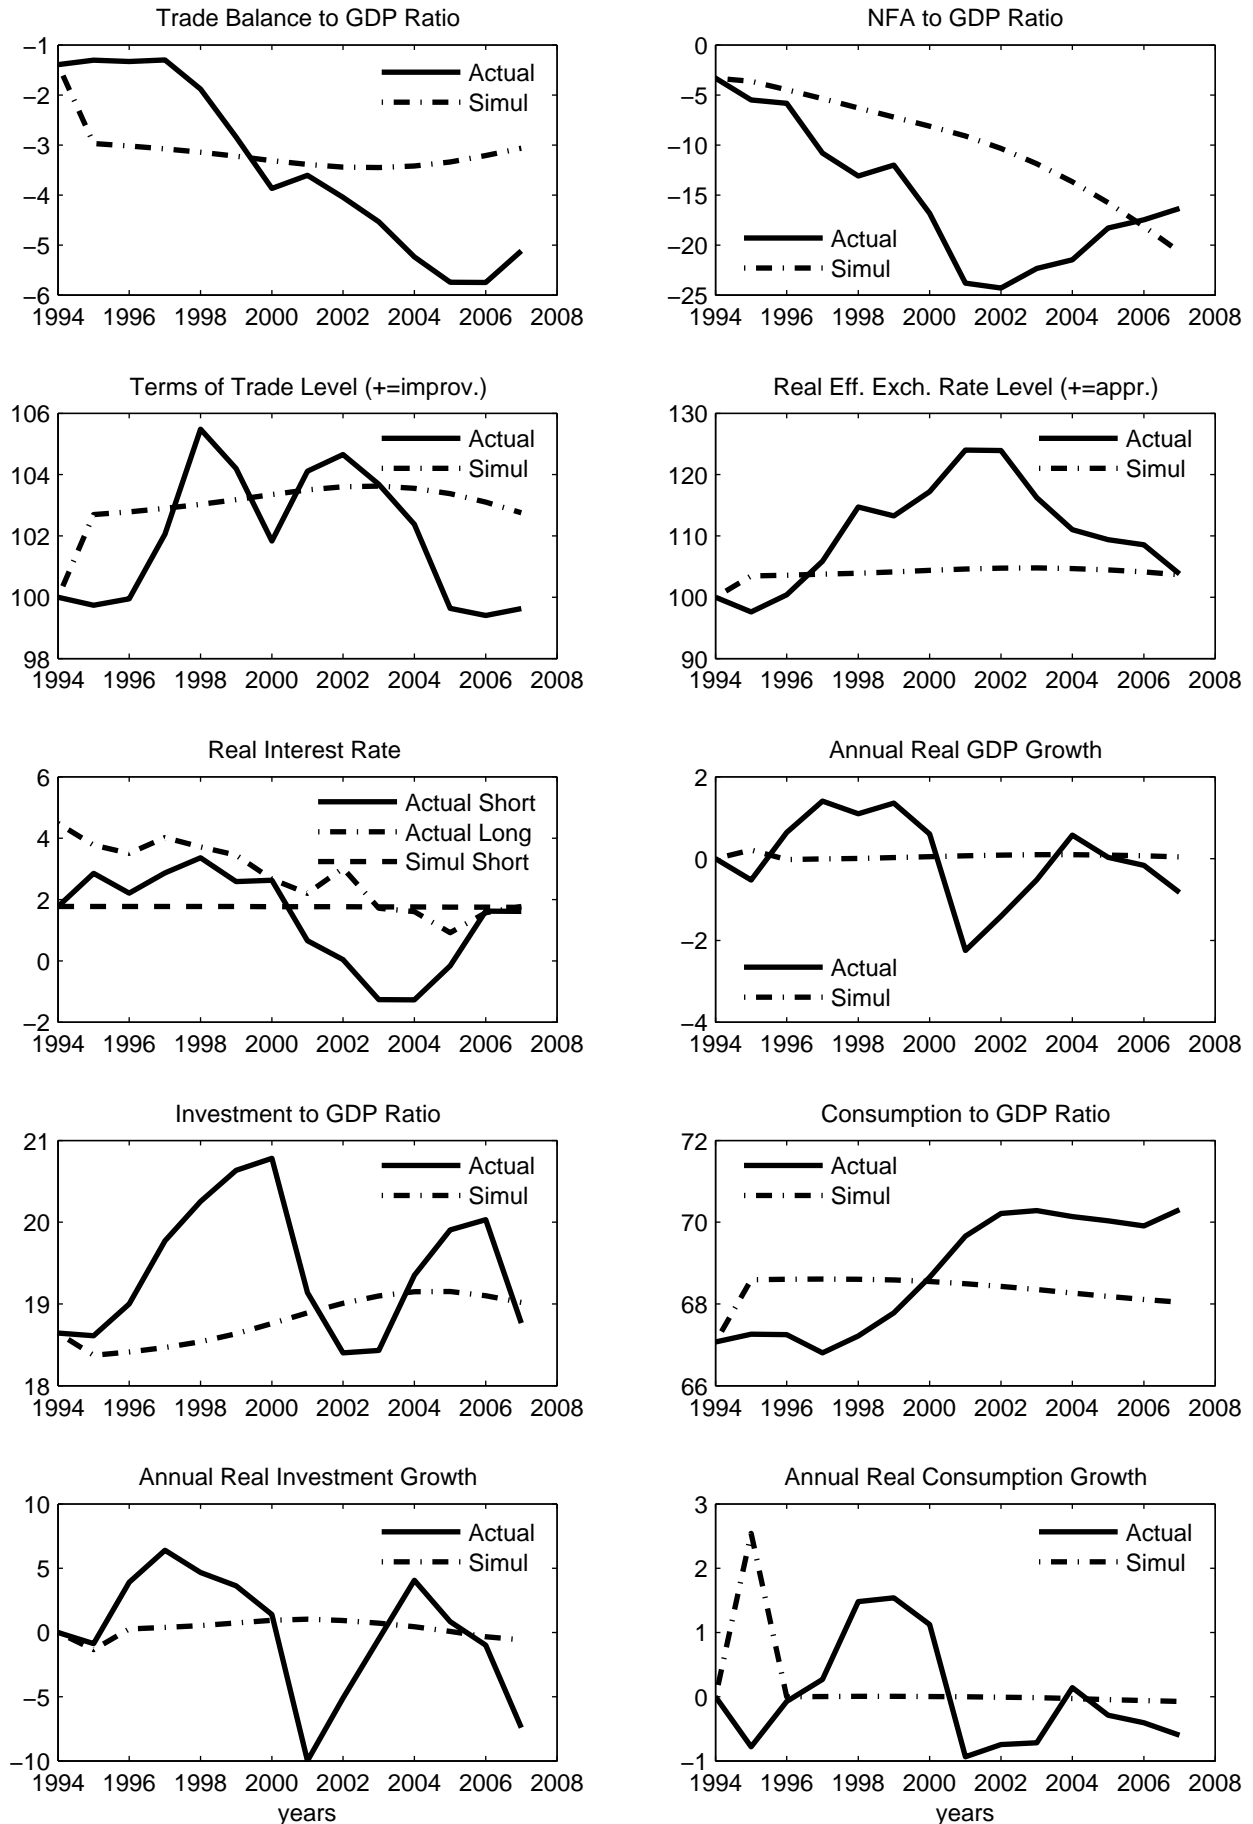 Trade Balance to GDP Ratio
−1
−2
−3
−4
−5
−6
1994 1996 1998 2000 2002 2004 2006 2008
Actual
Simul
NFA to GDP Ratio
0
−5
−10
−15
−20
−25
1994 1996 1998 2000 2002 2004 2006 2008
Actual
Simul
Terms of Trade Level (+=improv.)
106
104
102
100
98
1994 1996 1998 2000 2002 2004 2006 2008
Actual
Simul
Real Eff. Exch. Rate Level (+=appr.)
130
120
110
100
90
1994 1996 1998 2000 2002 2004 2006 2008
Actual
Simul
Real Interest Rate
6
4
2
0
−2
1994 1996 1998 2000 2002 2004 2006 2008
Actual Short
Actual Long
Simul Short
Annual Real GDP Growth
2
0
−2
−4
1994 1996 1998 2000 2002 2004 2006 2008
Actual
Simul
Investment to GDP Ratio
21
20
19
18
1994 1996 1998 2000 2002 2004 2006 2008
Actual
Simul
Consumption to GDP Ratio
72
70
68
66
1994 1996 1998 2000 2002 2004 2006 2008
Actual
Simul
Annual Real Investment Growth
10
5
0
−5
−10
1994 1996 1998 2000 2002 2004 2006 2008
years
Actual
Simul
Annual Real Consumption Growth
3
2
1
0
−1
1994 1996 1998 2000 2002 2004 2006 2008
years
Actual
Simul